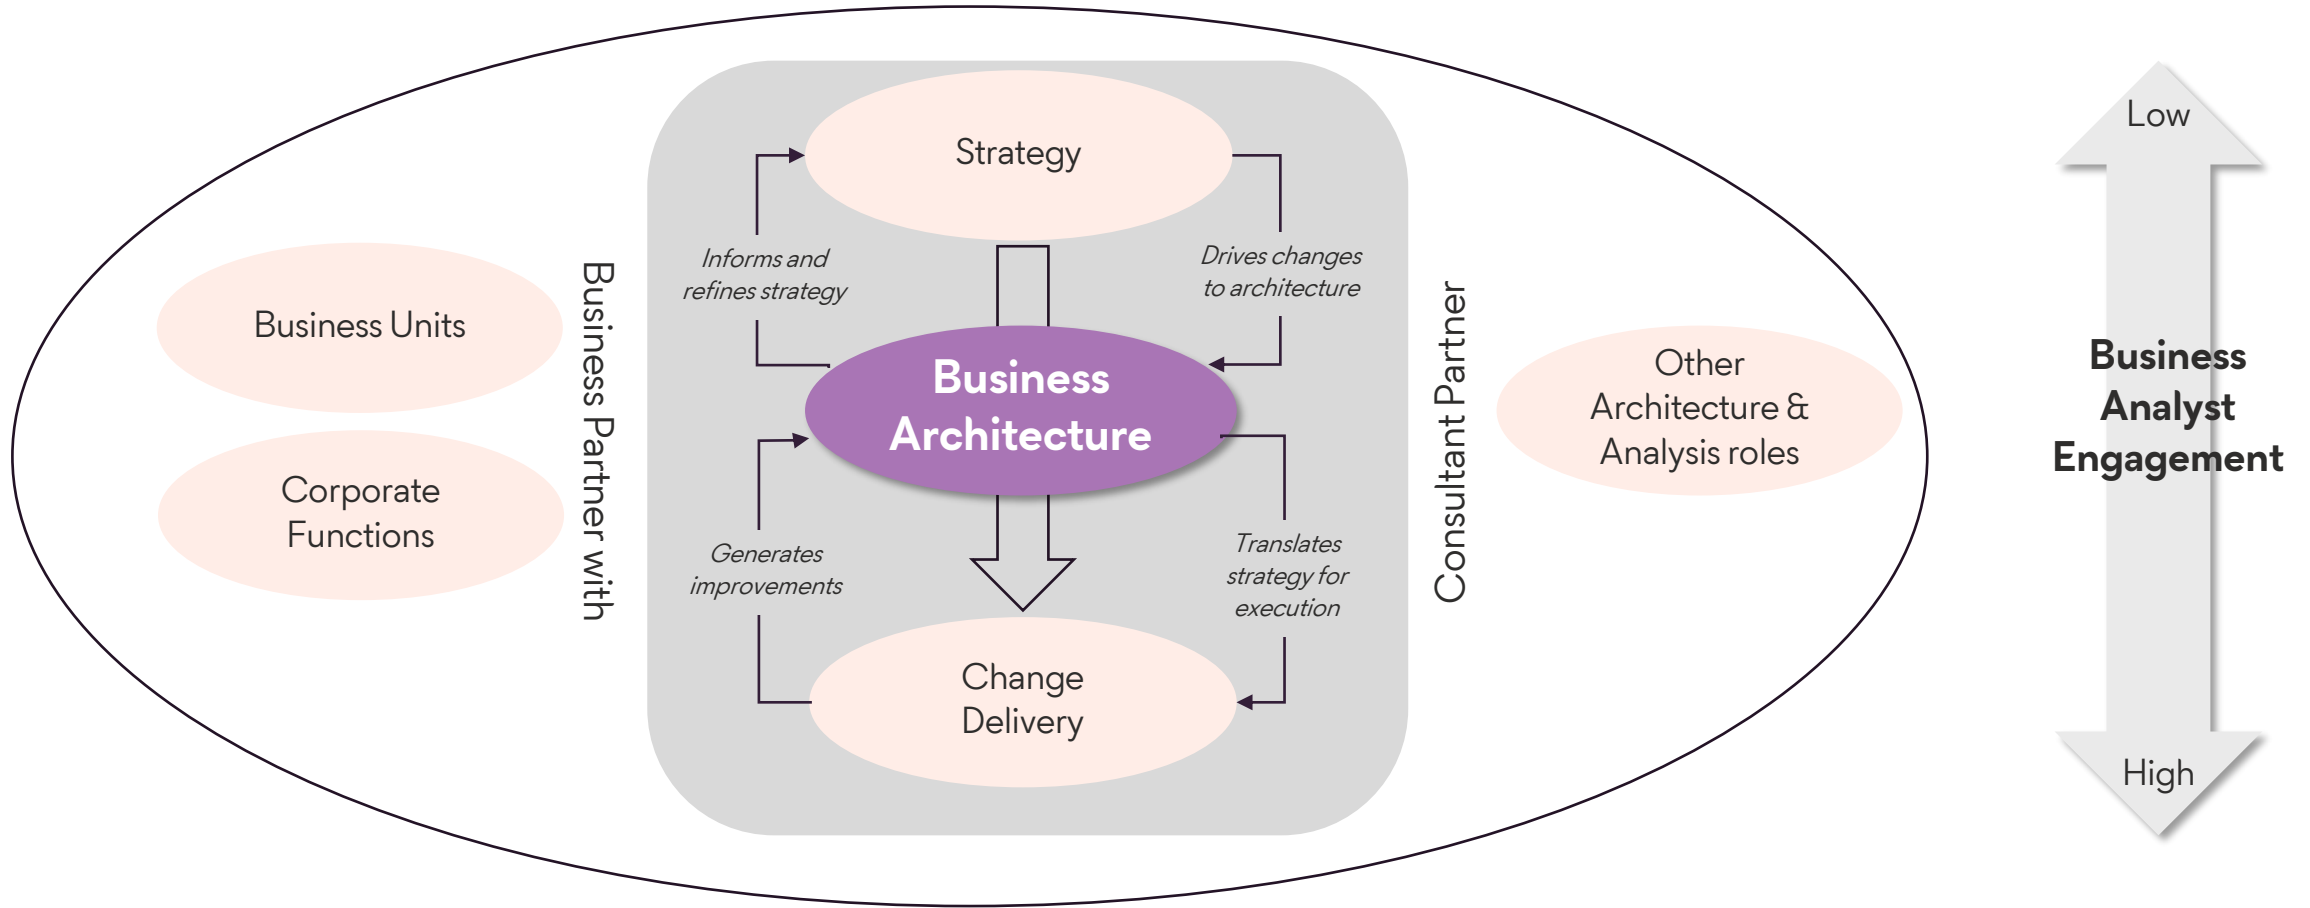 Strategy
Informs and
refines strategy
Drives changes
to architecture
Business
Architecture
Generates
improvements
Translates
strategy for
execution
Change
Delivery
Business Units
Corporate
Functions
Business Partner with
Consultant Partner
Other
Architecture &
Analysis roles
Low
Business
Analyst
Engagement
High